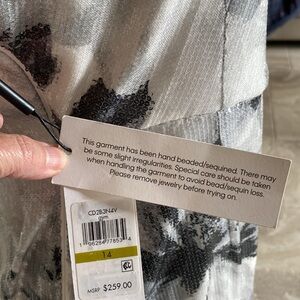 This garment has been hand beaded/sequined. There may
be some slight irregularities. Special care should be taken
when handling the garment to avoid bead/sequin loss.
Please remove jewelry before trying on.
CD2B3N4V
14
MSRP $259.00